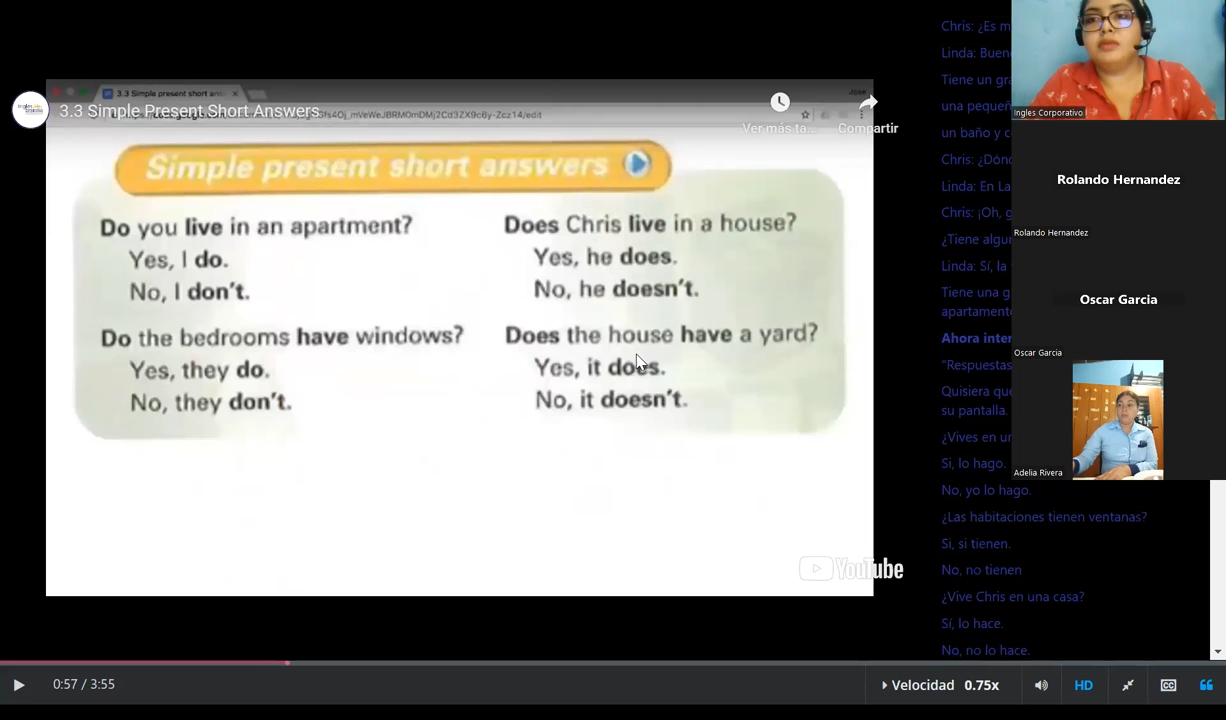 3.3 Simple Present Short Answers
Ver más ta...
Compartir
Simple present short answers
Do you live in an apartment?
Yes, I do.
No, I don't.
Do the bedrooms have windows?
Yes, they do.
No, they don't.
Does Chris live in a house?
Yes, he does.
No, he doesn't.
Does the house have a yard?
Yes, it does.
No, it doesn't.
YouTube
0:57 / 3:55
Velocidad 0.75x
HD
CC
Chris: ¿Es m
Linda: Buen
Tiene un gra
una pequeñ
un baño y c
Chris: ¿Dónd
Linda: En La
Chris: ¡Oh, g
¿Tiene algur
Linda: Sí, la
Tiene una g
apartament
Ahora inter
"Respuestas
Quisiera que
su pantalla.
¿Vives en un
Si, lo hago.
No, yo lo hago.
¿Las habitaciones tienen ventanas?
Si, si tienen.
No, no tienen
¿Vive Chris en una casa?
Sí, lo hace.
No, no lo hace.
Ingles Corporativo
Rolando Hernandez
Rolando Hernandez
Oscar Garcia
Oscar Garcia
Adelia Rivera